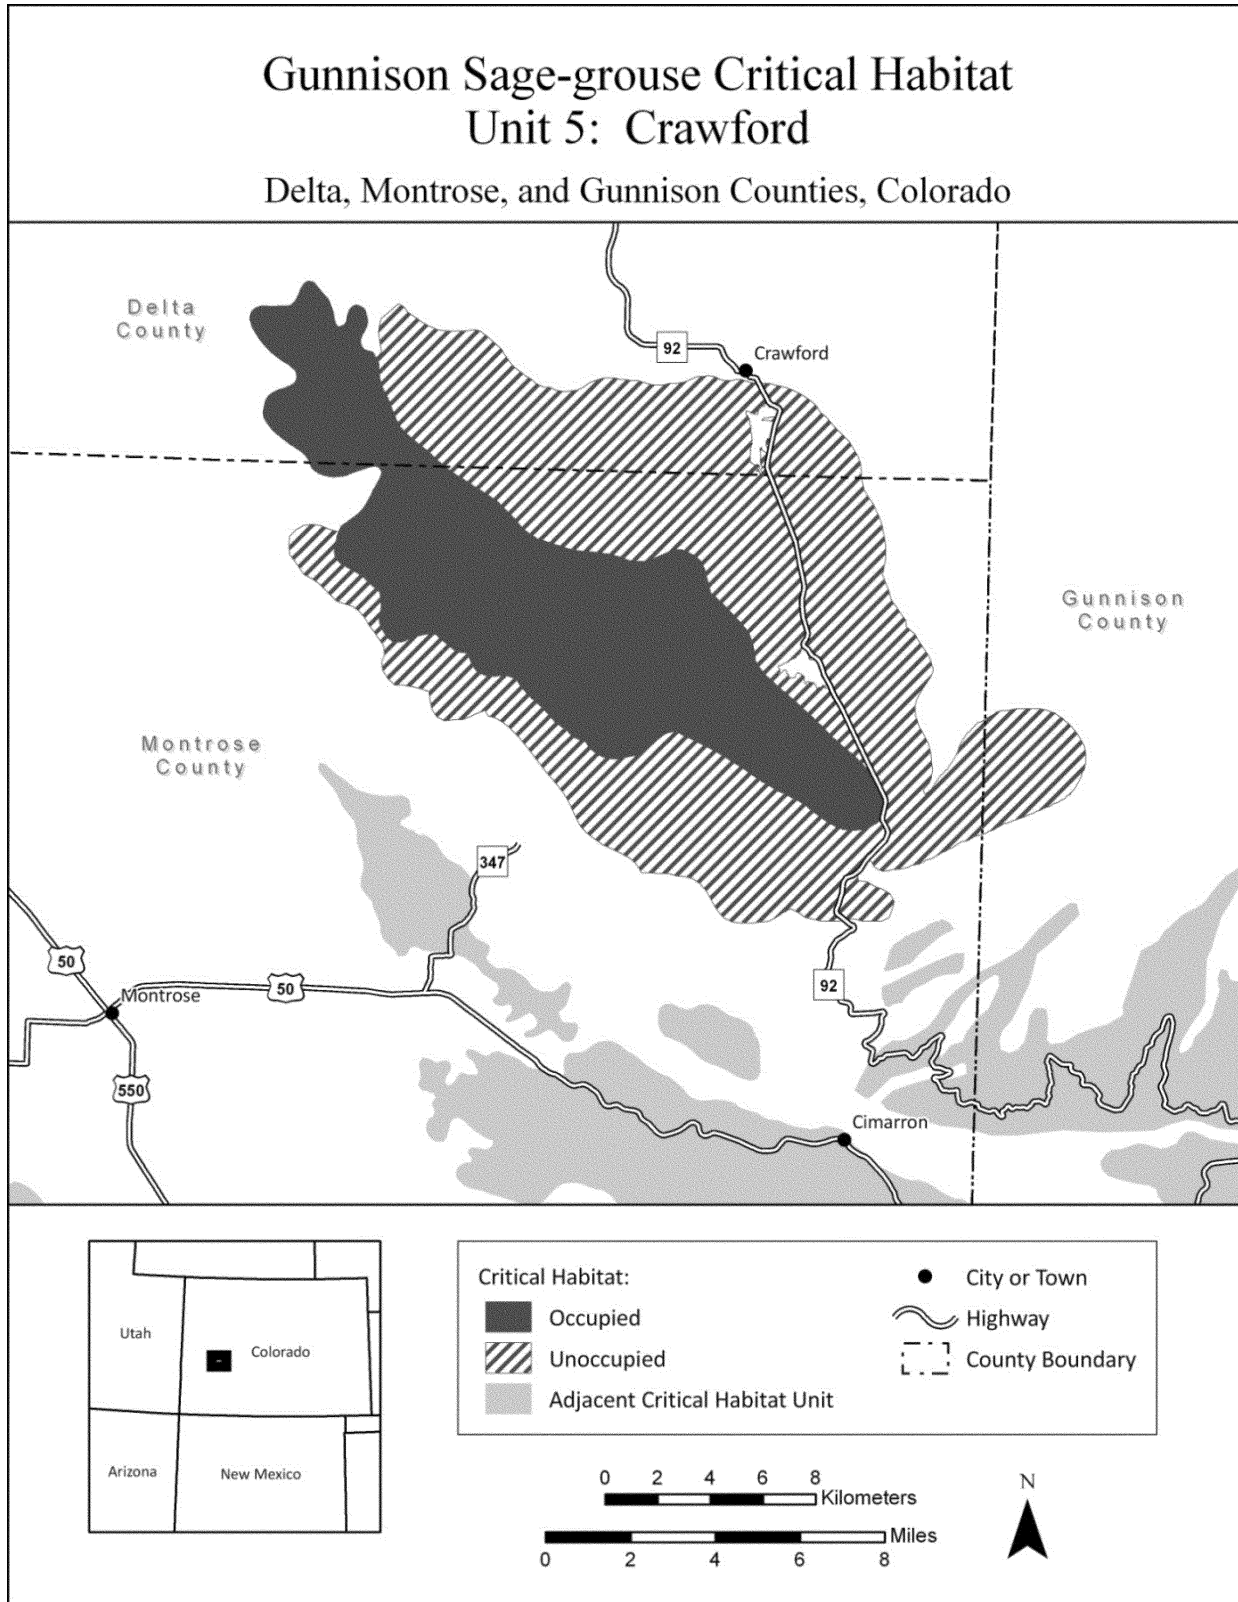 Gunnison Sage-grouse Critical Habitat
Unit 5: Crawford
Delta, Montrose, and Gunnison Counties, Colorado
Delta
County
92
Crawford
Gunnison
County
Montrose
County
347
50
Montrose
50
92
550
Cimarron
Utah
Colorado
Arizona
New Mexico
Critical Habitat:
Occupied
Unoccupied
Adjacent Critical Habitat Unit
City or Town
Highway
County Boundary
0 2 4 6 8
Kilometers
Miles
0 2 4 6 8
N